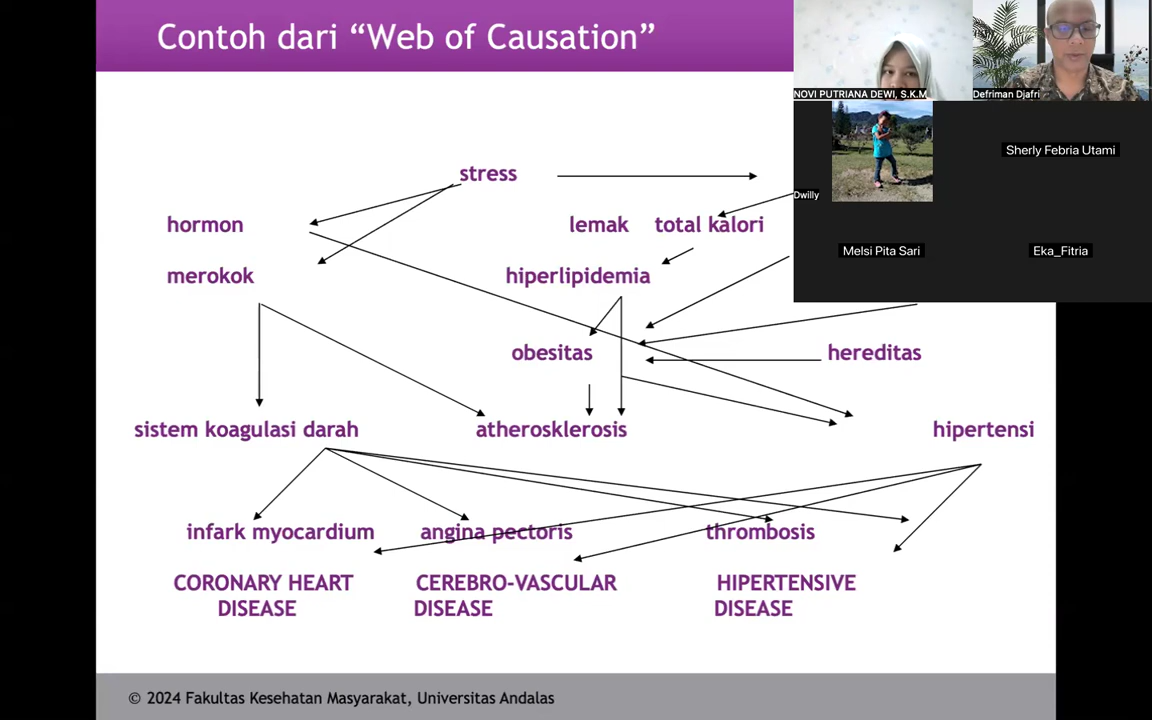 Contoh dari “Web of Causation”
NOVI PUTRIANA DEWI, S.K.M
Defriman Djafri
Sherly Febria Utami
Dwilly
Melsi Pita Sari
Eka_Fitria
stress
hormon
lemak total kalori
merokok
hiperlipidemia
obesitas
hereditas
sistem koagulasi darah
atherosklerosis
hipertensi
infark myocardium
angina pectoris
thrombosis
CORONARY HEART
DISEASE
CEREBRO-VASCULAR
DISEASE
HIPERTENSIVE
DISEASE
© 2024 Fakultas Kesehatan Masyarakat, Universitas Andalas